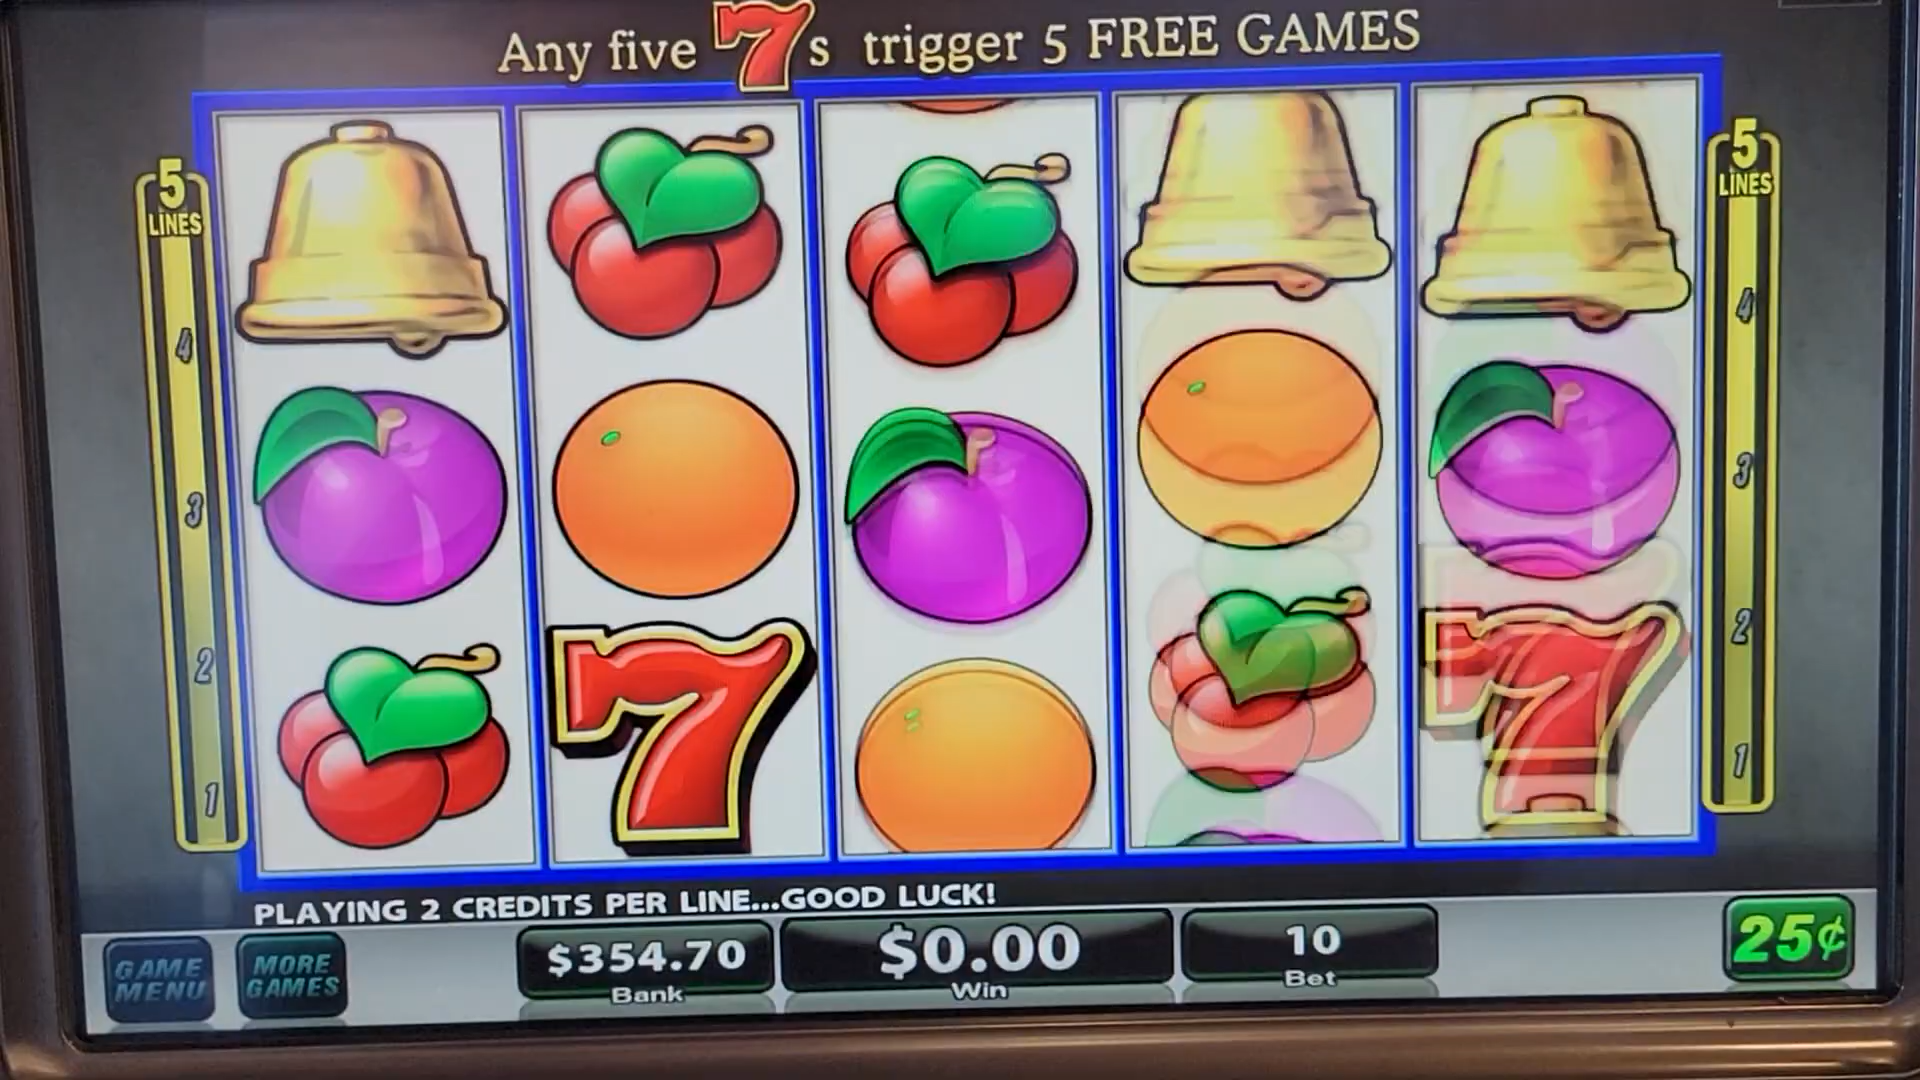 Any five 7s trigger 5 FREE GAMES
5
LINES
4
3
2
1
5
LINES
4
3
2
1
7
7
PLAYING 2 CREDITS PER LINE...GOOD LUCK!
GAME
MENU
MORE
GAMES
$354.70
Bank
$0.00
Win
10
Bet
25¢